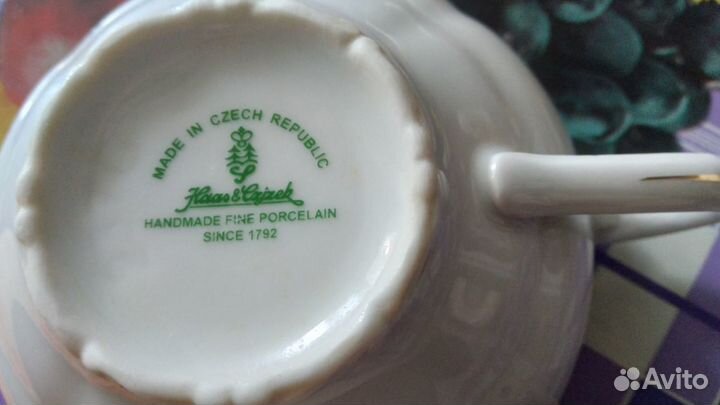 MADE IN CZECH REPUBLIC
Haas & Czjzek
HANDMADE FINE PORCELAIN
SINCE 1792
Avito